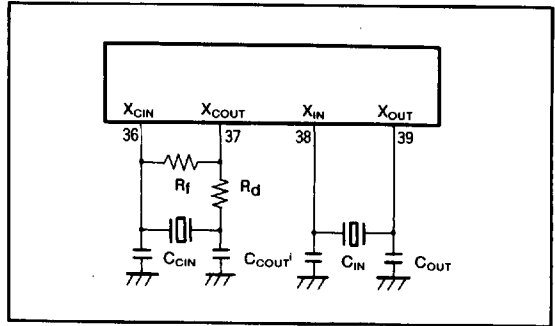 XCIN XCOUT XIN XOUT
36 37 38 39
Rf Rd
CCIN CCOUT CIN COUT